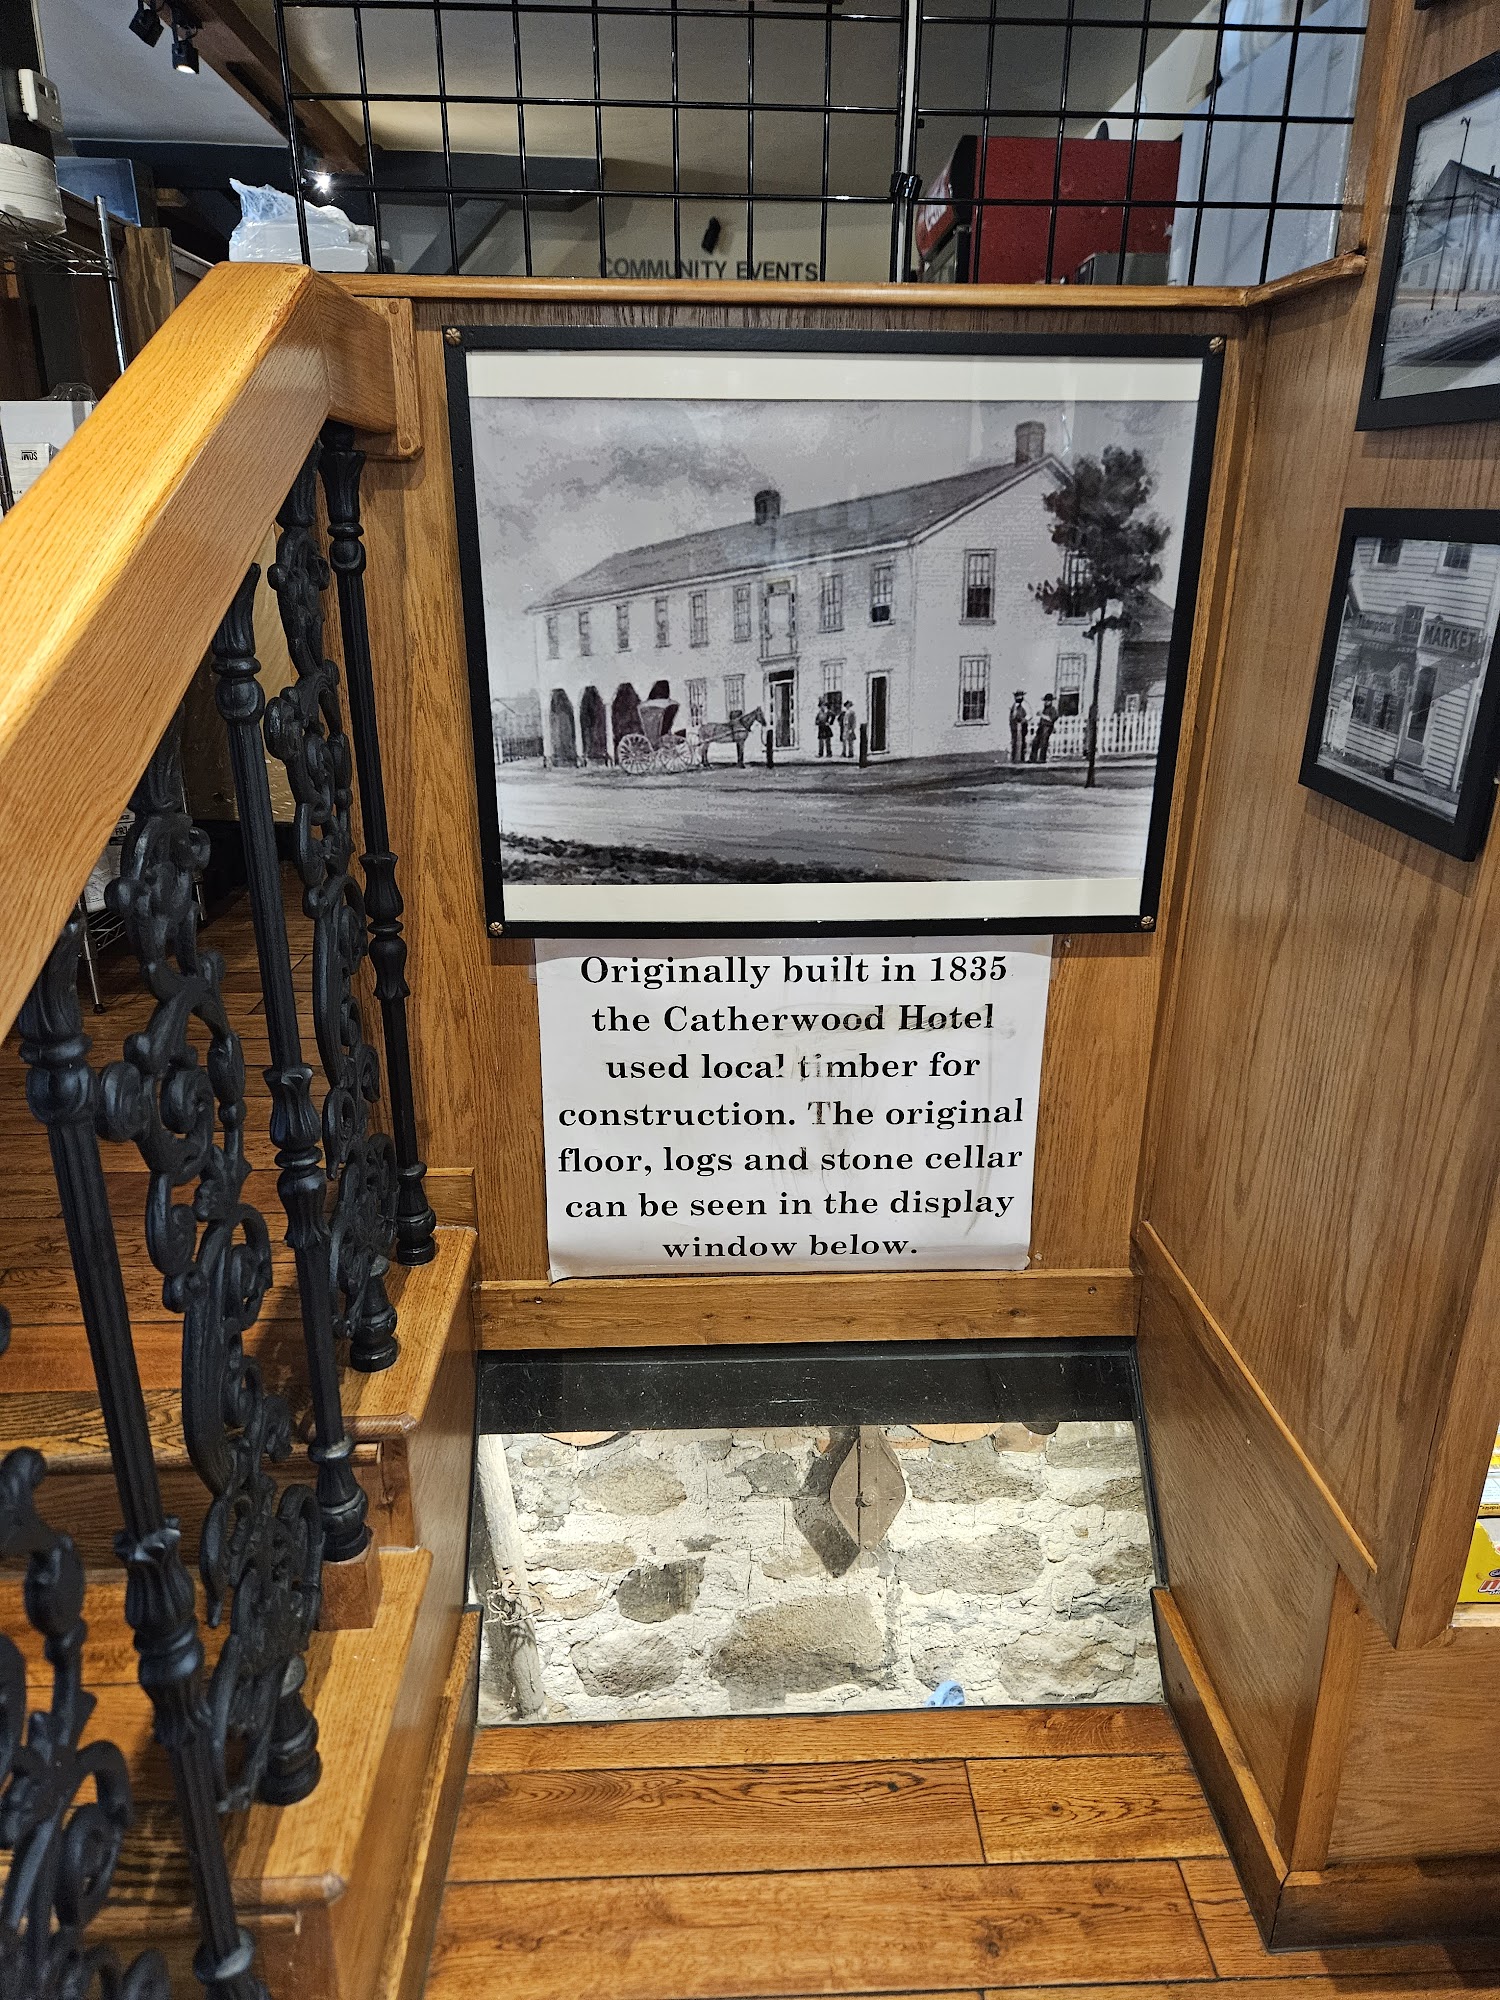 COMMUNITY EVENTS
MARKET
Originally built in 1835
the Catherwood Hotel
used local timber for
construction. The original
floor, logs and stone cellar
can be seen in the display
window below.